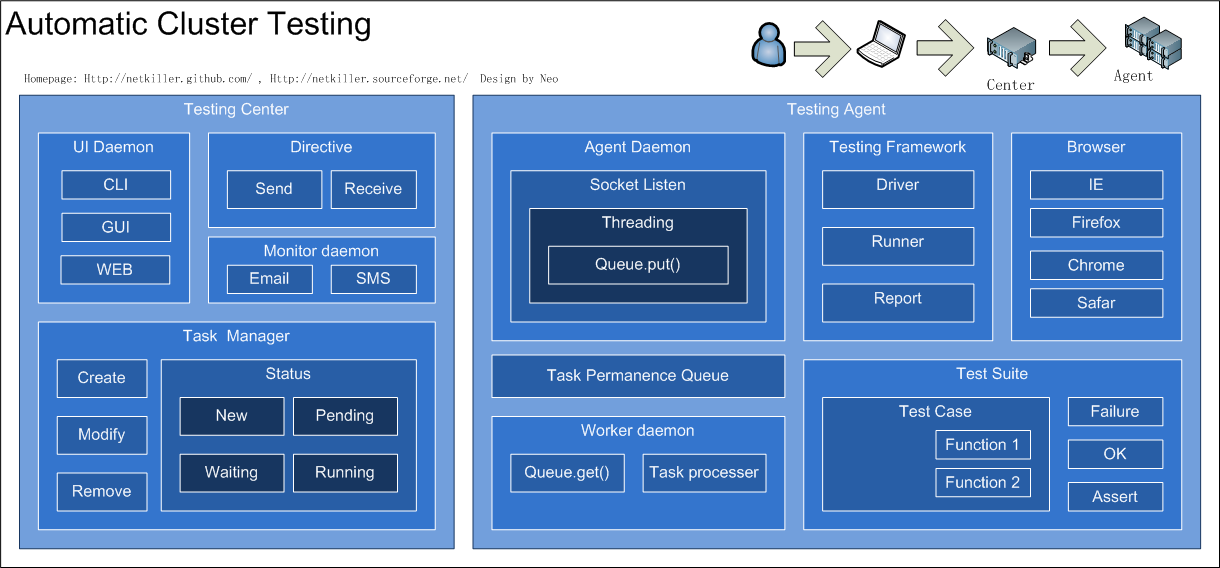 Automatic Cluster Testing
Homepage: Http://netkiller.github.com/ , Http://netkiller.sourceforge.net/  Design by Neo
Center
Agent
Testing Center
UI Daemon
CLI
GUI
WEB
Directive
Send
Receive
Monitor daemon
Email
SMS
Task  Manager
Create
Modify
Remove
Status
New
Pending
Waiting
Running
Testing Agent
Agent Daemon
Socket Listen
Threading
Queue.put()
Testing Framework
Driver
Runner
Report
Browser
IE
Firefox
Chrome
Safar
Task Permanence Queue
Worker daemon
Queue.get()
Task processer
Test Suite
Test Case
Function 1
Function 2
Failure
OK
Assert